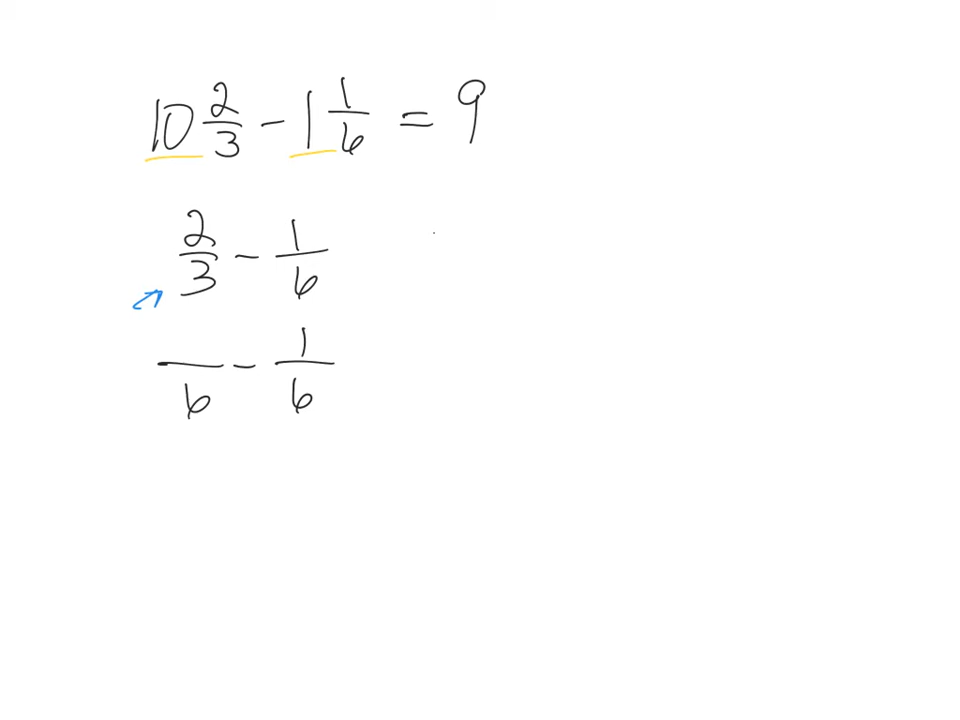 10 2/3 - 1 1/6 = 9
2/3 - 1/6
/6 - 1/6